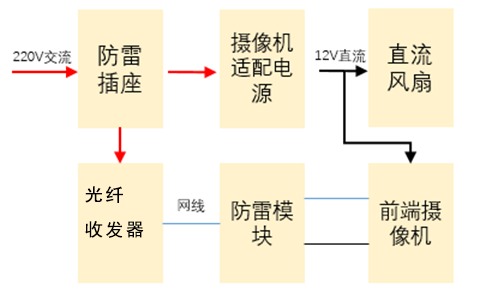 220V交流
防雷
插座
摄像机
适配电
源
12V直流
直流
风扇
光纤
收发器
网线
防雷模
块
前端摄
像机